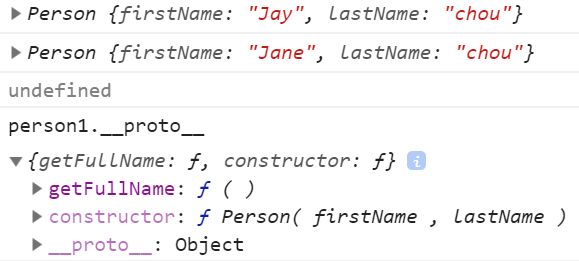 Person {firstName: "Jay", lastName: "chou"}
Person {firstName: "Jane", lastName: "chou"}
undefined
person1.__proto__
{getFullName: ƒ, constructor: ƒ} i
getFullName: ƒ ( )
constructor: ƒ Person( firstName , lastName )
__proto__: Object